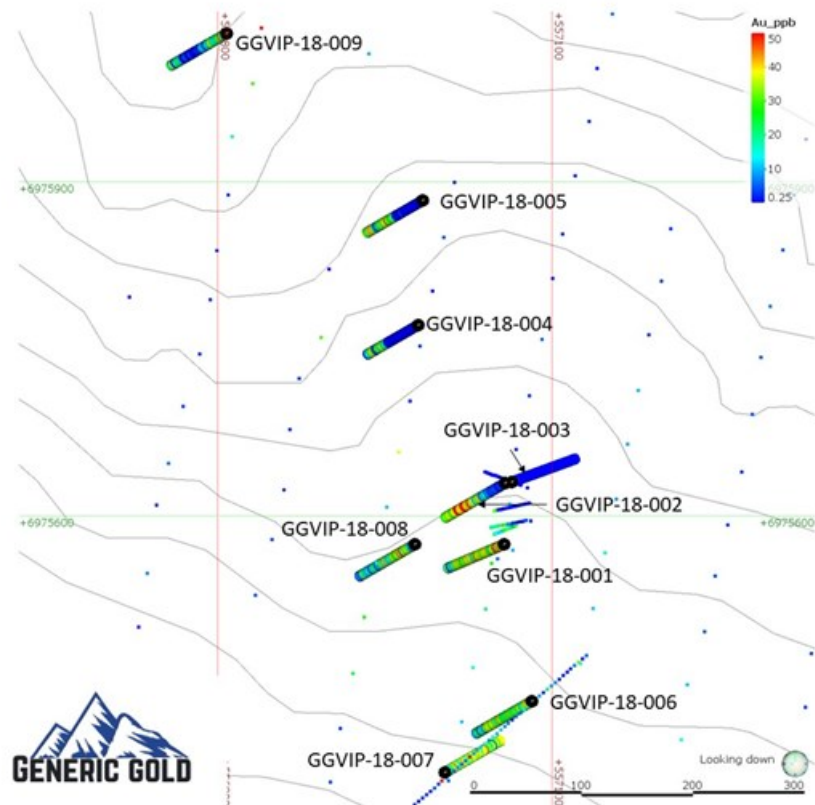 Au_ppb
50
40
30
20
10
0.25
GGVIP-18-009
+557100
+6975900
+6975900
GGVIP-18-005
GGVIP-18-004
GGVIP-18-003
GGVIP-18-002
+6975600
+6975600
GGVIP-18-008
GGVIP-18-001
GGVIP-18-006
GGVIP-18-007
Looking down
0
100
200
300
GENERIC GOLD